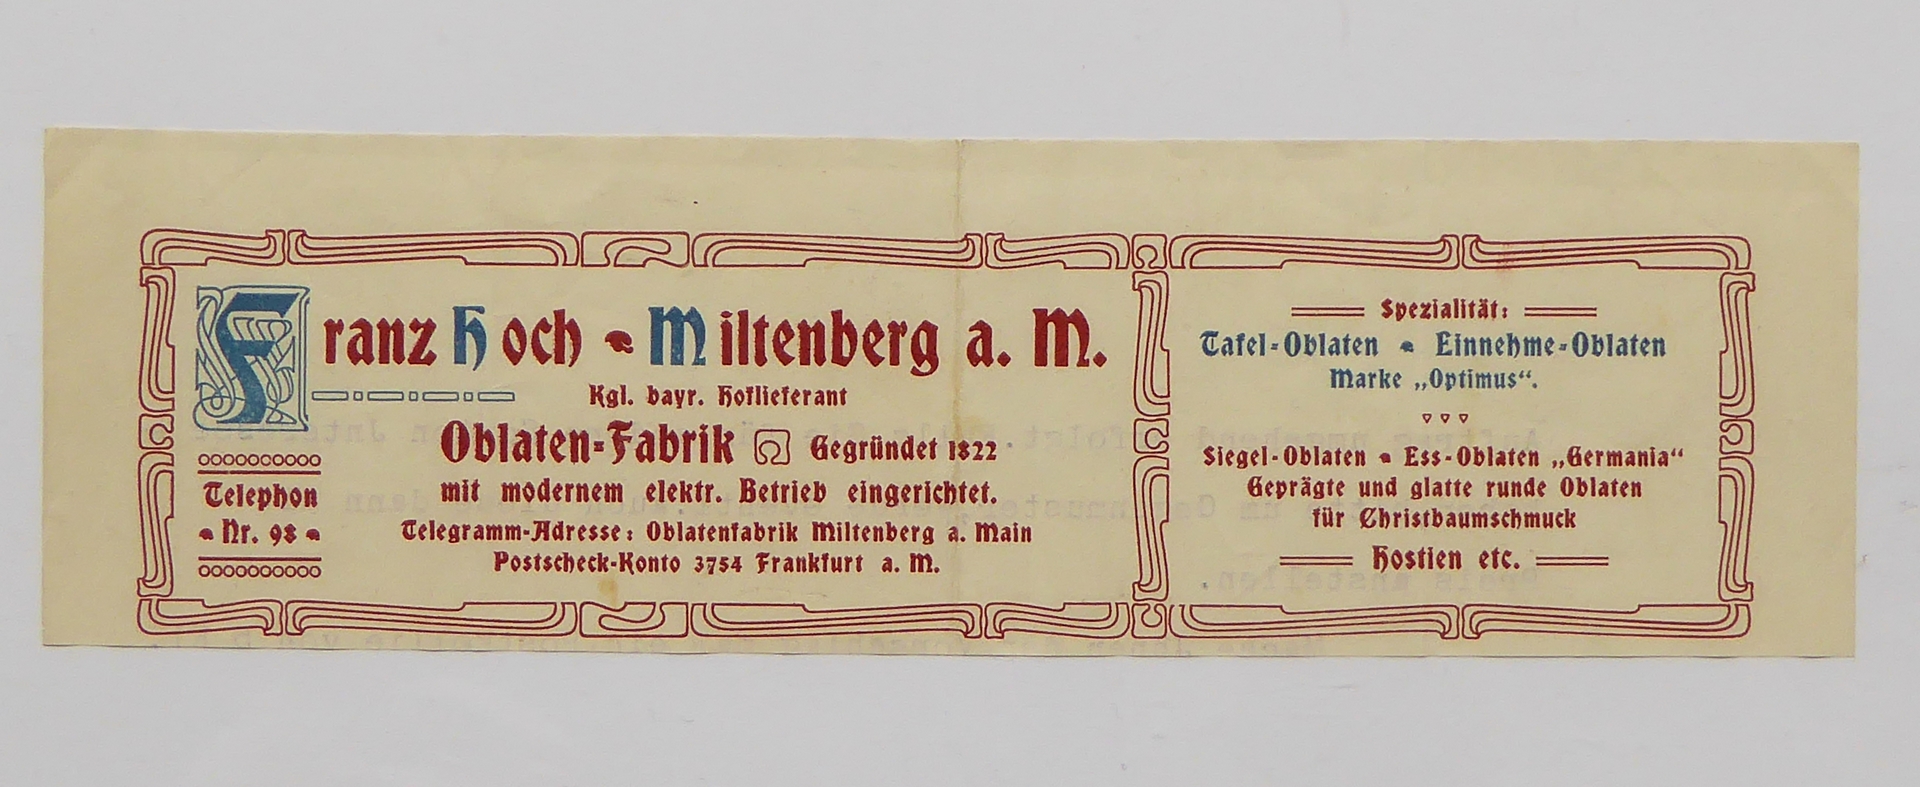 Franz Hoch Miltenberg a. M.
Kgl. bayr. Hoflieferant
Oblaten-Fabrik Gegründet 1822
mit modernem elektr. Betrieb eingerichtet.
Telegramm-Adresse: Oblatenfabrik Miltenberg a. Main
Postscheck-Konto 3754 Frankfurt a. M.
Telephon
Nr. 98
Spezialität:
Tafel-Oblaten Einnehme-Oblaten
Marke „Optimus“.
Siegel-Oblaten Ess-Oblaten „Germania“
Geprägte und glatte runde Oblaten
für Christbaumschmuck
Hostien etc.